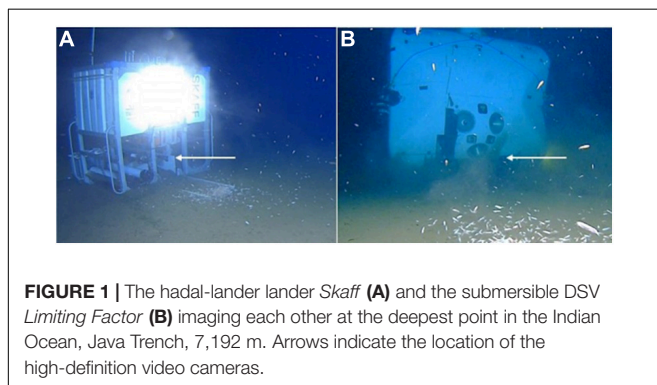 A
B
FIGURE 1 | The hadal-lander lander Skaff (A) and the submersible DSV
Limiting Factor (B) imaging each other at the deepest point in the Indian
Ocean, Java Trench, 7,192 m. Arrows indicate the location of the
high-definition video cameras.